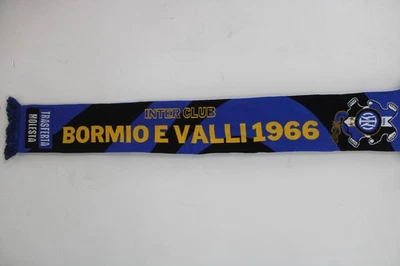 TRASFERTA
MOLESTA
INTER CLUB
BORMIO E VALLI 1966